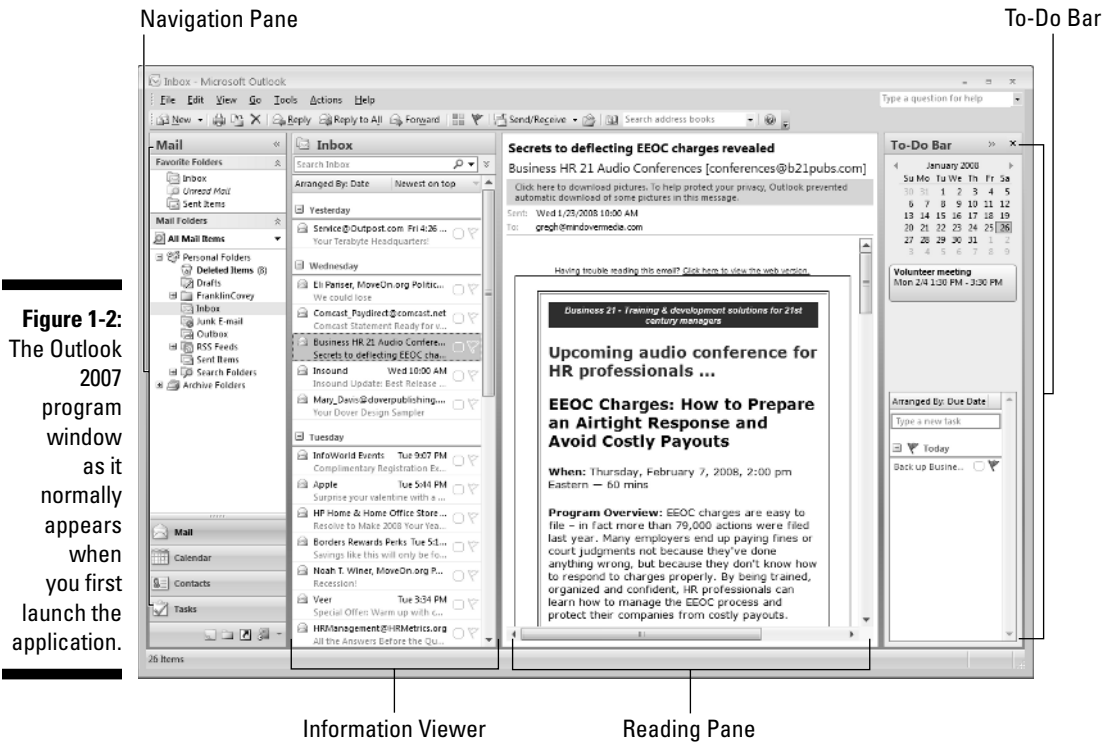 Navigation Pane
To-Do Bar
Inbox - Microsoft Outlook
File Edit View Go Tools Actions Help
Type a question for help
New Reply Reply to All Forward Send/Receive Search address books
Mail
Favorite Folders
Inbox
Unread Mail
Sent Items
Mail Folders
All Mail Items
Personal Folders
Deleted Items (8)
Drafts
FranklinCovey
Inbox
Junk E-mail
Outbox
RSS Feeds
Sent Items
Search Folders
Archive Folders
Mail
Calendar
Contacts
Tasks
26 Items
Inbox
Search Inbox
Arranged By: Date Newest on top
Yesterday
Service@Outpost.com Fri 4:26 ...
Your Terabyte Headquarters!
Wednesday
Eli Pariser, MoveOn.org Politic...
We could lose
Comcast_Paydirect@comcast.net
Comcast Statement Ready for v...
Business HR 21 Audio Confere...
Secrets to deflecting EEOC cha...
Insound Wed 10:00 AM
Insound Update: Best Release ...
Mary_Davis@doverpublishing....
Your Dover Design Sampler
Tuesday
InfoWorld Events Tue 9:07 PM
Complimentary Registration Ex...
Apple Tue 5:44 PM
Surprise your valentine with a ...
HP Home & Home Office Store ...
Resolve to Make 2008 Your Yea...
Borders Rewards Perks Tue 5:1...
Savings like this will only be fo...
Noah T. Winer, MoveOn.org P...
Recession!
Veer Tue 3:34 PM
Special Offer: Warm up with c...
HRManagement@HRMetrics.org
All the Answers Before the Qu...
Secrets to deflecting EEOC charges revealed
Business HR 21 Audio Conferences [conferences@b21pubs.com]
Click here to download pictures. To help protect your privacy, Outlook prevented
automatic download of some pictures in this message.
Sent: Wed 1/23/2008 10:00 AM
To: gregh@mindovermedia.com
Having trouble reading this email? Click here to view the web version.
Business 21 - Training & development solutions for 21st
century managers
Upcoming audio conference for
HR professionals ...
EEOC Charges: How to Prepare
an Airtight Response and
Avoid Costly Payouts
When: Thursday, February 7, 2008, 2:00 pm
Eastern — 60 mins
Program Overview: EEOC charges are easy to
file – in fact more than 79,000 actions were filed
last year. Many employers end up paying fines or
court judgments not because they've done
anything wrong, but because they don't know how
to respond to charges properly. By being trained,
organized and confident, HR professionals can
learn how to manage the EEOC process and
protect their companies from costly payouts.
To-Do Bar
January 2008
Su Mo Tu We Th Fr Sa
30 31 1 2 3 4 5
6 7 8 9 10 11 12
13 14 15 16 17 18 19
20 21 22 23 24 25 26
27 28 29 30 31 1 2
3 4 5 6 7 8 9
Volunteer meeting
Mon 2/4 1:30 PM - 3:30 PM
Arranged By: Due Date
Type a new task
Today
Back up Busine...
Information Viewer
Reading Pane
Figure 1-2:
The Outlook
2007
program
window
as it
normally
appears
when
you first
launch the
application.